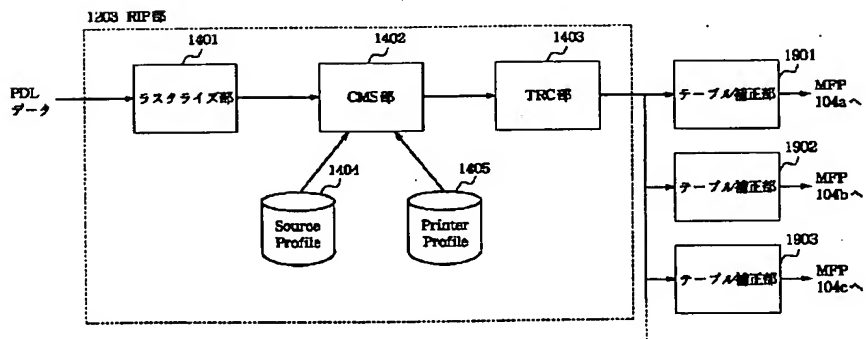 1203 RIP部
1401
1402
1403
PDL
データ
ラスタライズ部
CMS部
TRC部
1404
1405
Source
Profile
Printer
Profile
1901
テーブル補正部
MFP
104aへ
1902
テーブル補正部
MFP
104bへ
1903
テーブル補正部
MFP
104cへ